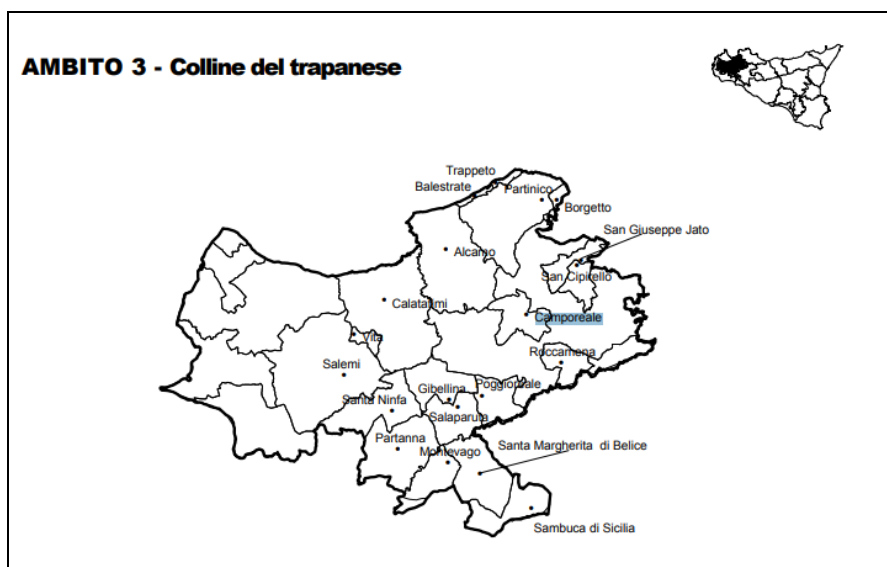 AMBITO 3 - Colline del trapanese
Trappeto
Balestrate
Partinico
Borgetto
San Giuseppe Jato
Alcamo
San Cipirello
Calatafimi
Camporeale
Vita
Roccamena
Salemi
Gibellina
Poggioreale
Santa Ninfa
Salaparuta
Partanna
Santa Margherita di Belice
Montevago
Sambuca di Sicilia